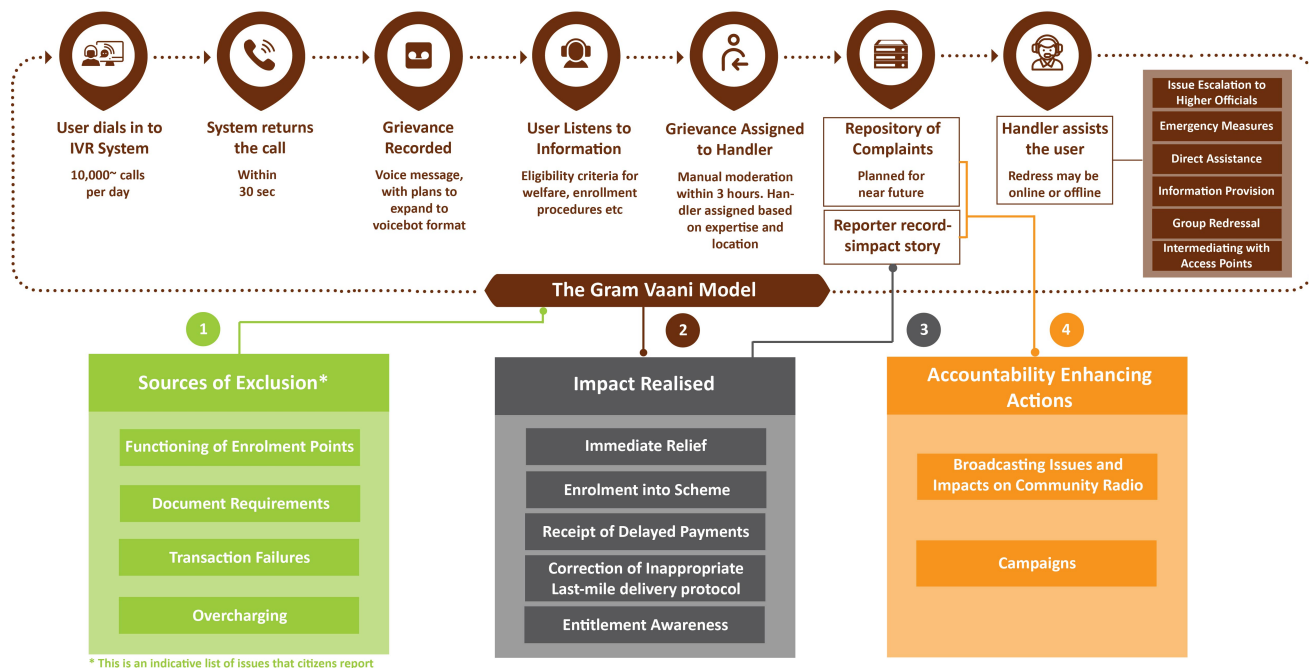 User dials in to
IVR System
10,000~ calls
per day
System returns
the call
Within
30 sec
Grievance
Recorded
Voice message,
with plans to
expand to
voicebot format
User Listens to
Information
Eligibility criteria for
welfare, enrollment
procedures etc
Grievance Assigned
to Handler
Manual moderation
within 3 hours. Han-
dler assigned based
on expertise and
location
Repository of
Complaints
Planned for
near future
Reporter record-
simpact story
Handler assists
the user
Redress may be
online or offline
Issue Escalation to
Higher Officials
Emergency Measures
Direct Assistance
Information Provision
Group Redressal
Intermediating with
Access Points
The Gram Vaani Model
1
2
3
4
Sources of Exclusion*
Functioning of Enrolment Points
Document Requirements
Transaction Failures
Overcharging
* This is an indicative list of issues that citizens report
Impact Realised
Immediate Relief
Enrolment into Scheme
Receipt of Delayed Payments
Correction of Inappropriate
Last-mile delivery protocol
Entitlement Awareness
Accountability Enhancing
Actions
Broadcasting Issues and
Impacts on Community Radio
Campaigns